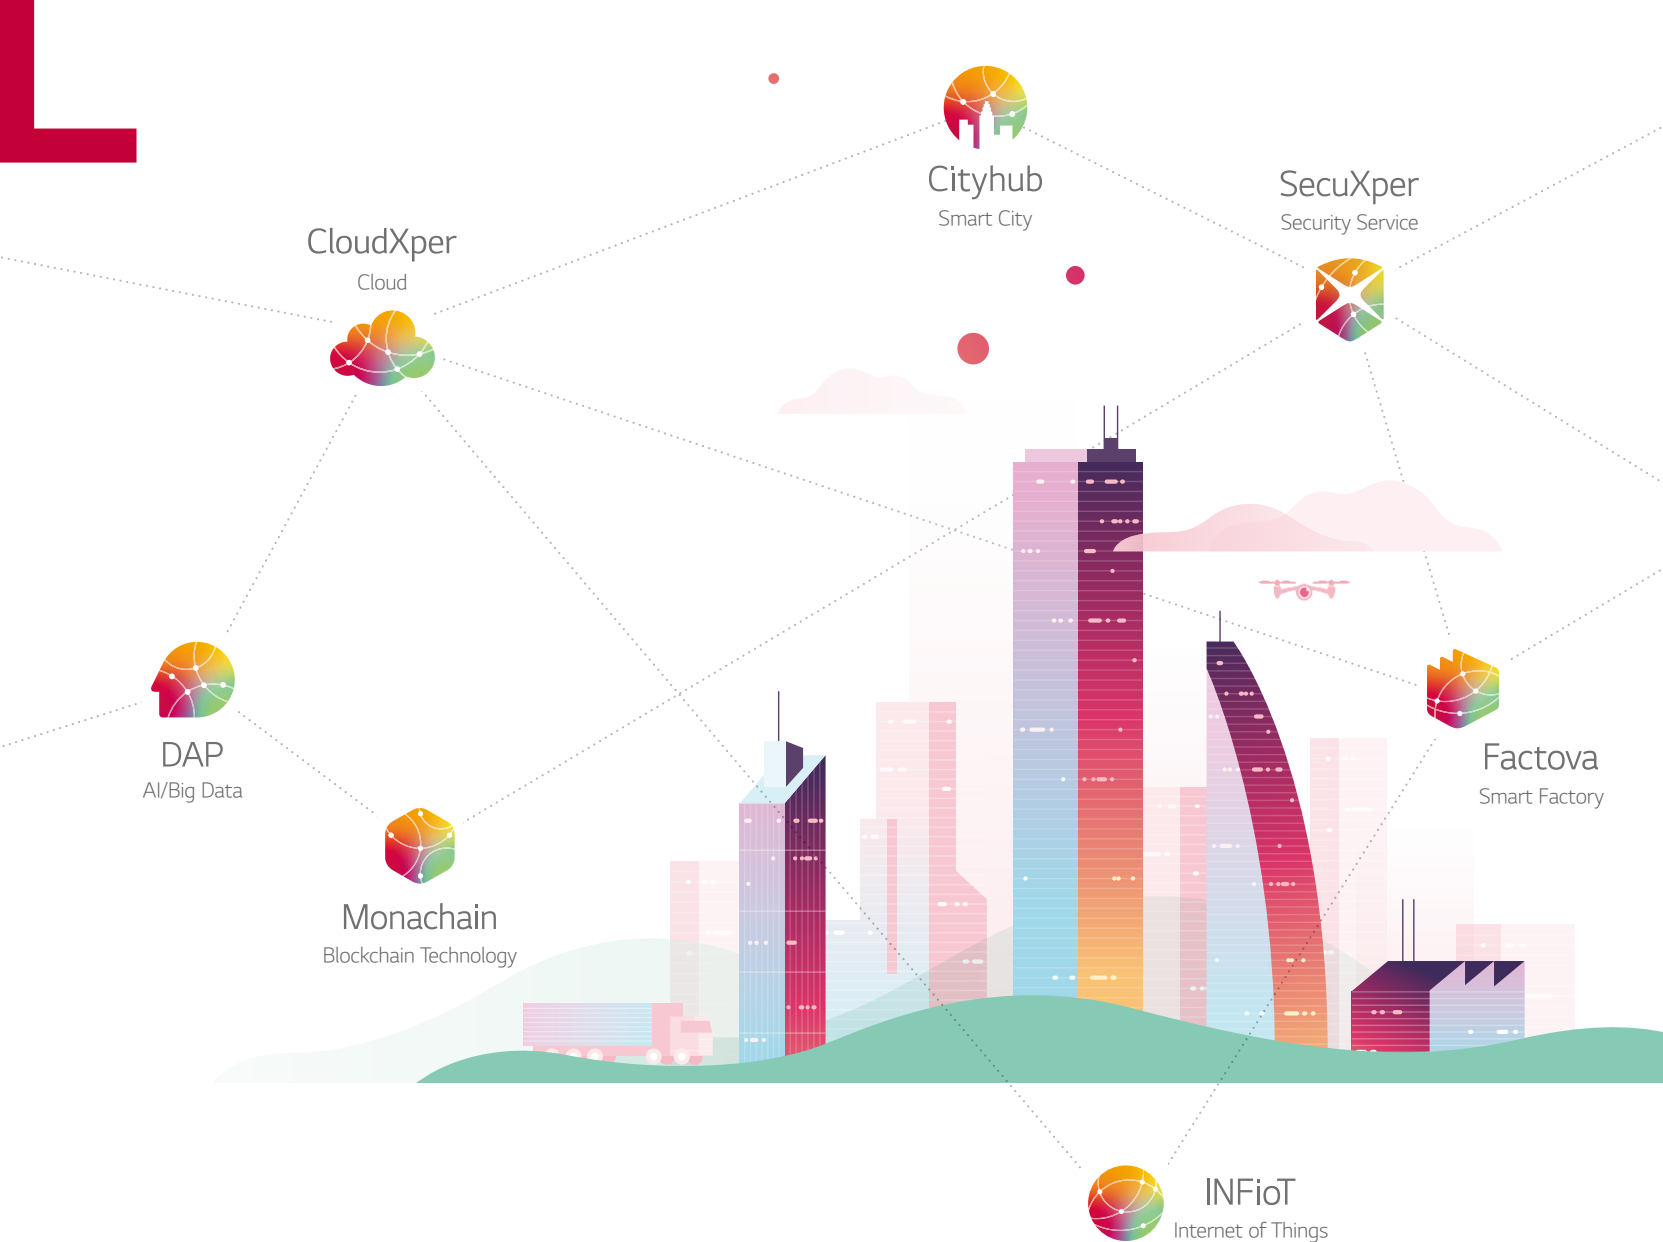 L
Cityhub
Smart City
SecuXper
Security Service
CloudXper
Cloud
DAP
AI/Big Data
Factova
Smart Factory
Monachain
Blockchain Technology
INFioT
Internet of Things